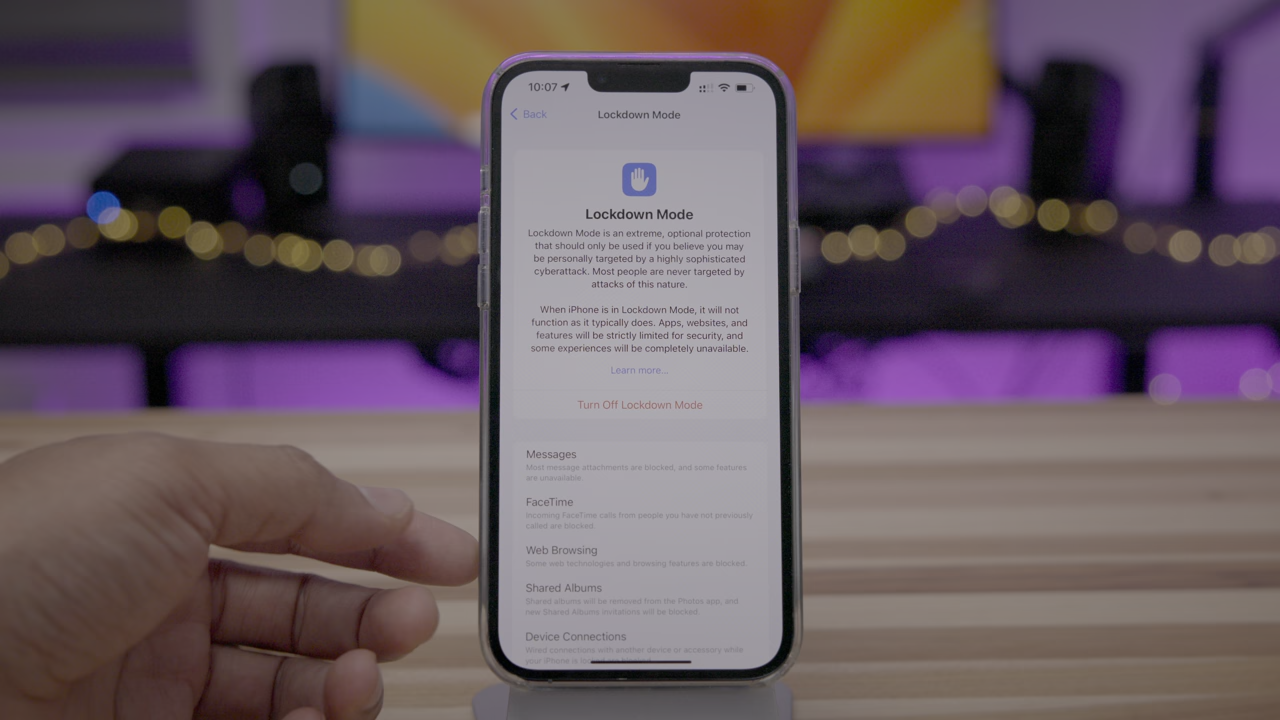 10:07
Back
Lockdown Mode
Lockdown Mode
Lockdown Mode is an extreme, optional protection
that should only be used if you believe you may
be personally targeted by a highly sophisticated
cyberattack. Most people are never targeted by
attacks of this nature.
When iPhone is in Lockdown Mode, it will not
function as it typically does. Apps, websites, and
features will be strictly limited for security, and
some experiences will be completely unavailable.
Learn more...
Turn Off Lockdown Mode
Messages
Most message attachments are blocked, and some features
are unavailable.
FaceTime
Incoming FaceTime calls from people you have not previously
called are blocked.
Web Browsing
Some web technologies and browsing features are blocked.
Shared Albums
Shared albums will be removed from the Photos app, and
new Shared Albums invitations will be blocked.
Device Connections
Wired connections with another device or accessory while
your iPhone is